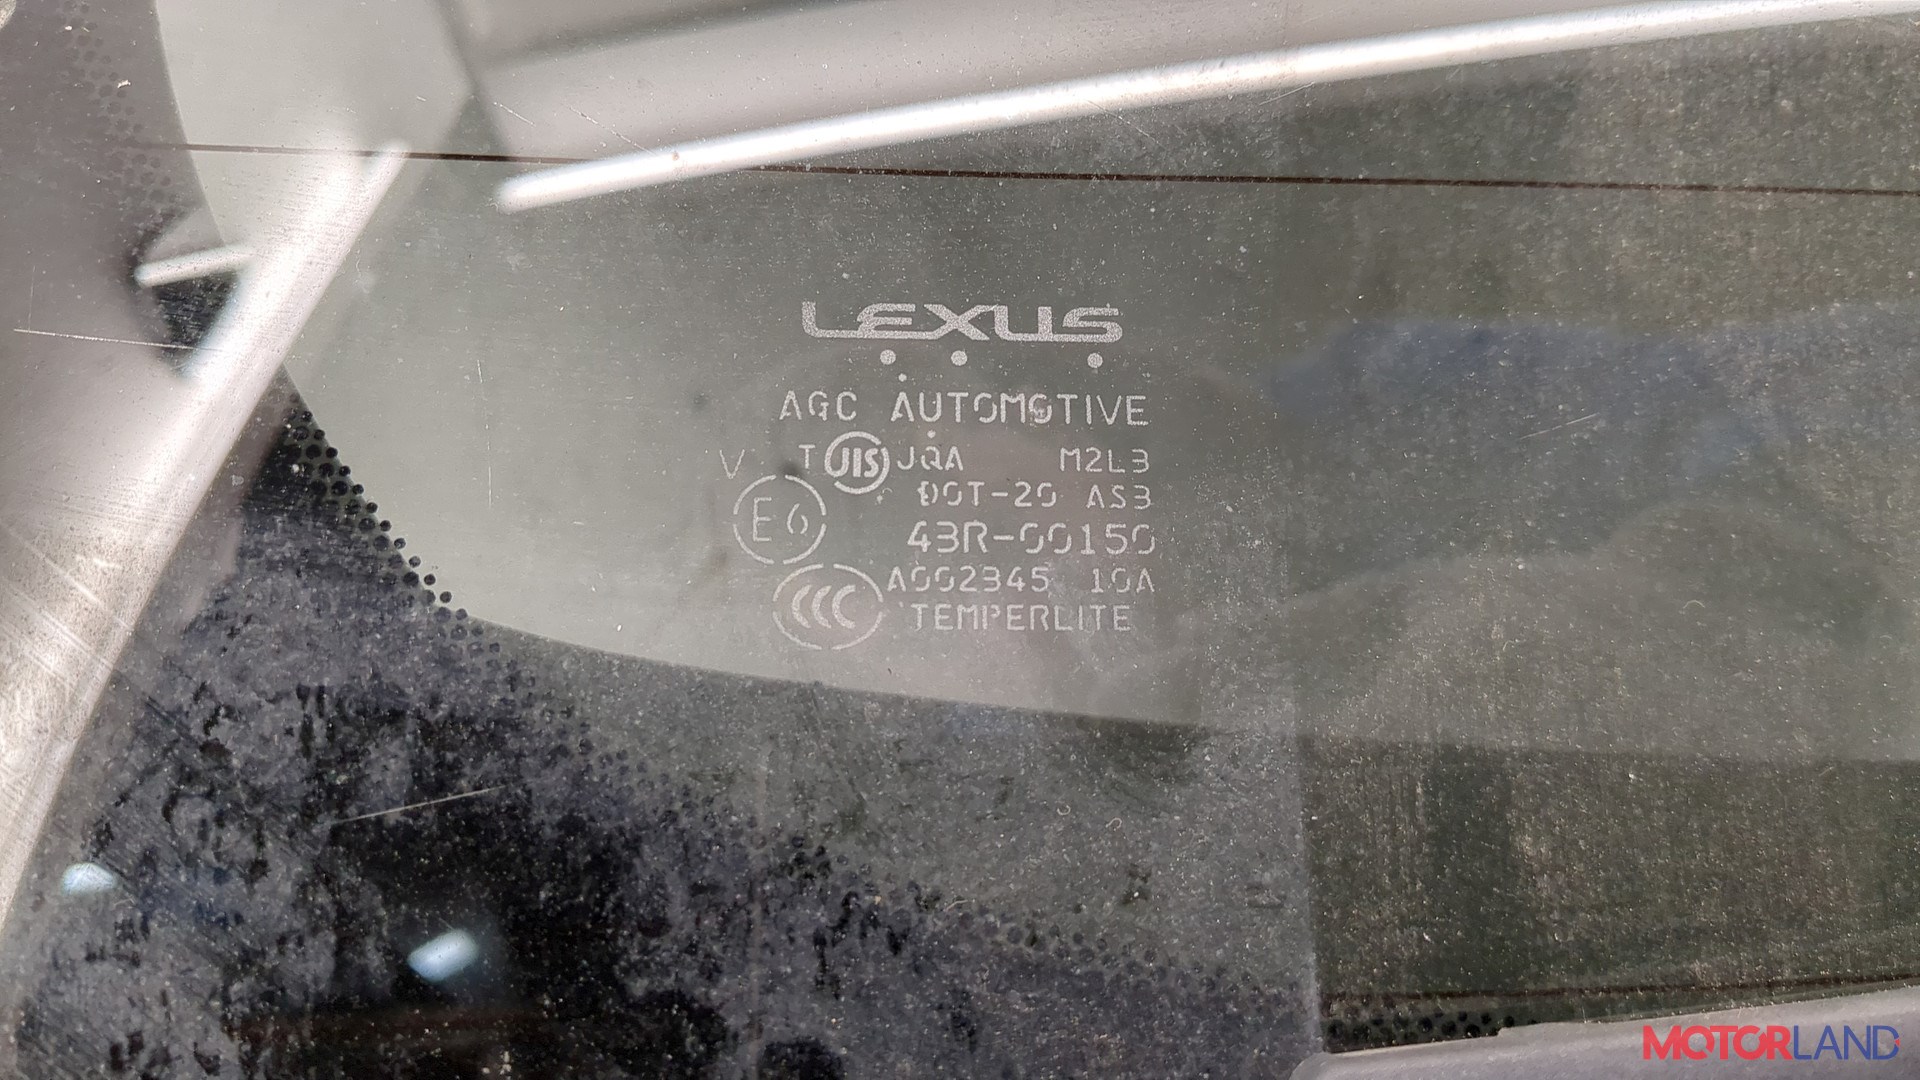 LEXUS
AGC AUTOMOTIVE
V T JIS JQA M2L3
DOT-20 AS3
E6 43R-00150
CCC A002345 10A
TEMPERLITE
MOTORLAND